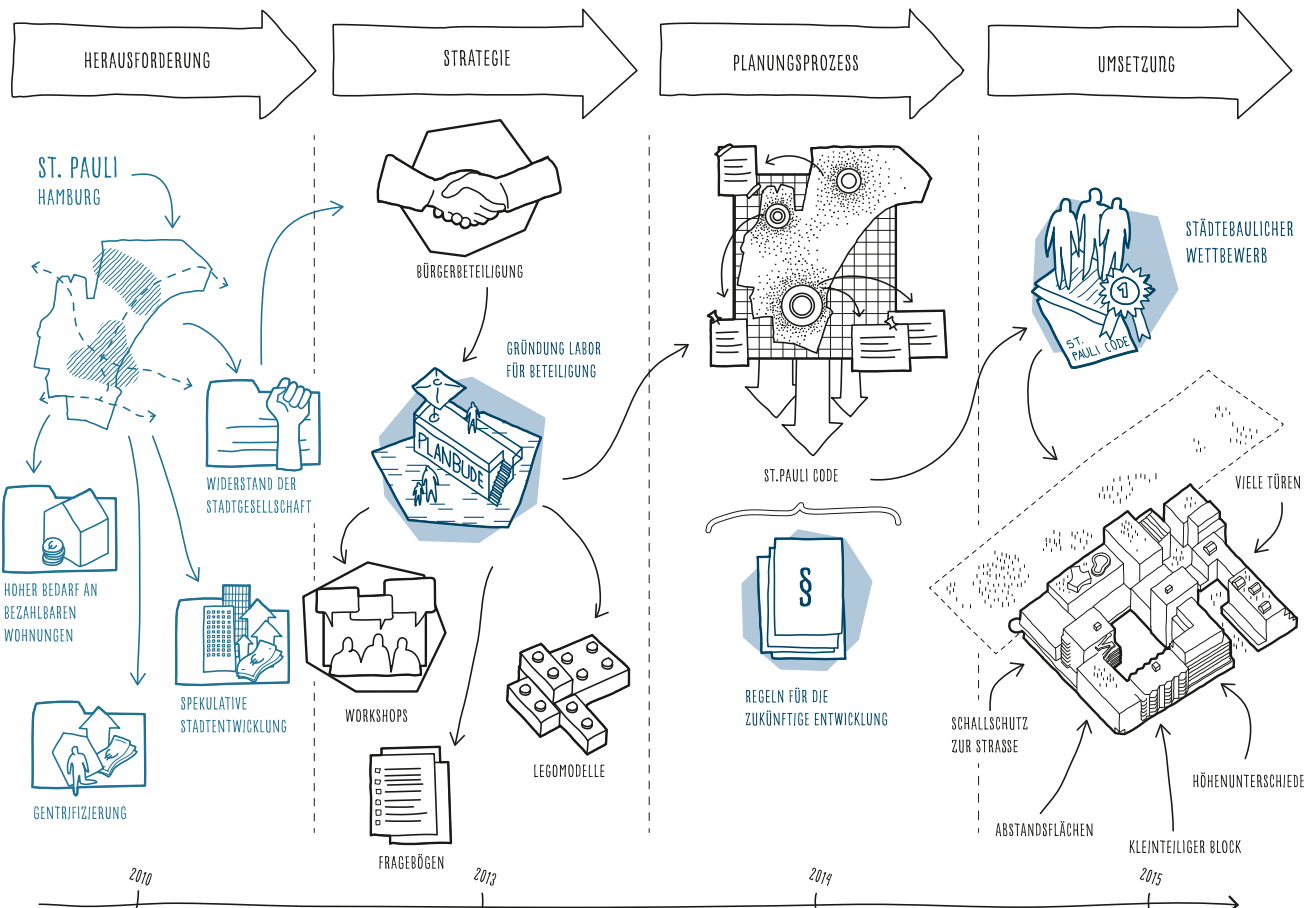 HERAUSFORDERUNG
STRATEGIE
PLANUNGSPROZESS
UMSETZUNG
ST. PAULI
HAMBURG
WIDERSTAND DER
STADTGESELLSCHAFT
HOHER BEDARF AN
BEZAHLBAREN
WOHNUNGEN
SPEKULATIVE
STADTENTWICKLUNG
GENTRIFIZIERUNG
BÜRGERBETEILIGUNG
GRÜNDUNG LABOR
FÜR BETEILIGUNG
PLANBUDE
WORKSHOPS
LEGOMODELLE
FRAGEBÖGEN
ST.PAULI CODE
§
REGELN FÜR DIE
ZUKÜNFTIGE ENTWICKLUNG
STÄDTEBAULICHER
WETTBEWERB
1
ST.
PAULI CODE
VIELE TÜREN
SCHALLSCHUTZ
ZUR STRASSE
HÖHENUNTERSCHIEDE
ABSTANDSFLÄCHEN
KLEINTEILIGER BLOCK
2010
2013
2014
2015